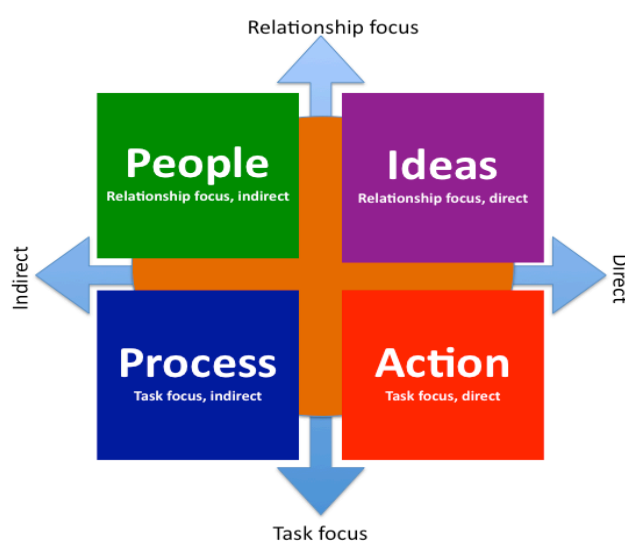 Relationship focus
People
Relationship focus, indirect
Ideas
Relationship focus, direct
Indirect
Direct
Process
Task focus, indirect
Action
Task focus, direct
Task focus